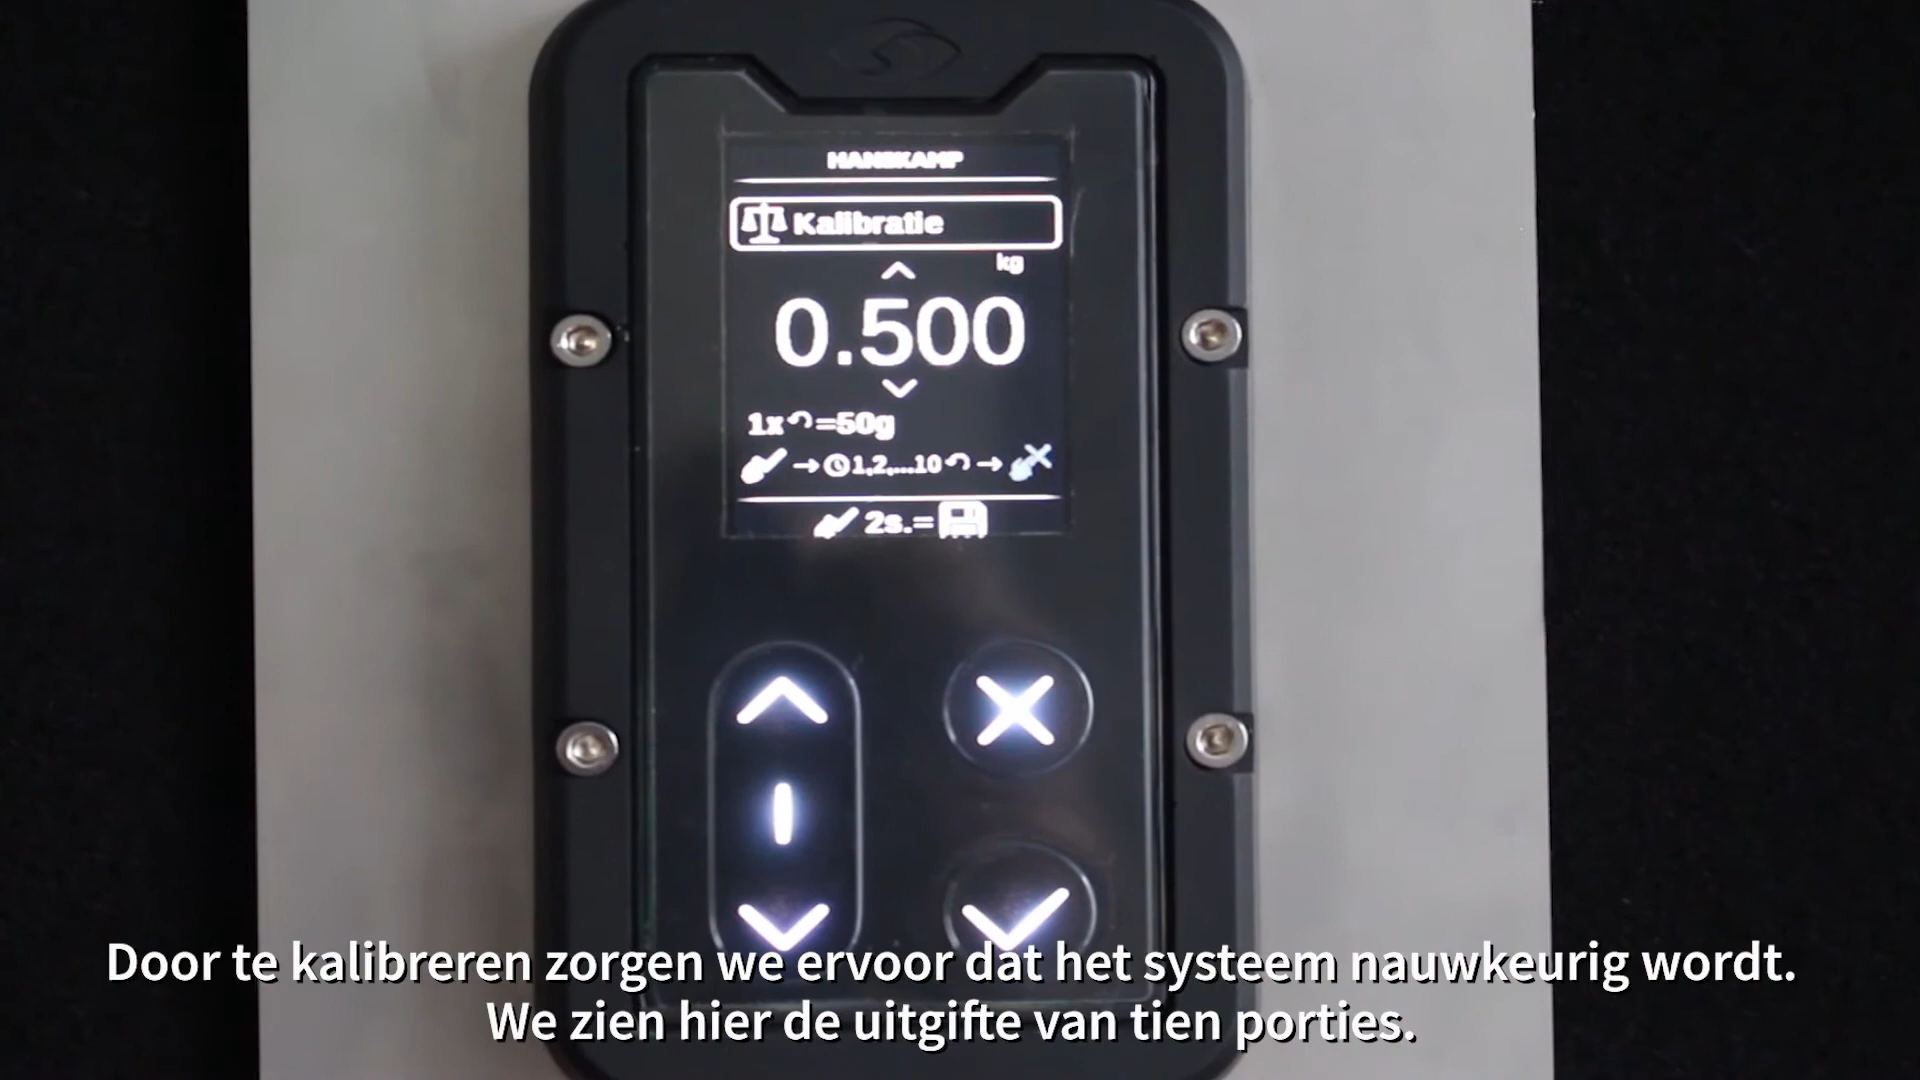 HANSKAMP
Kalibratie
kg
0.500
1x =50g
→ 1,2,...10 →
2s.=
Door te kalibreren zorgen we ervoor dat het systeem nauwkeurig wordt.
We zien hier de uitgifte van tien porties.